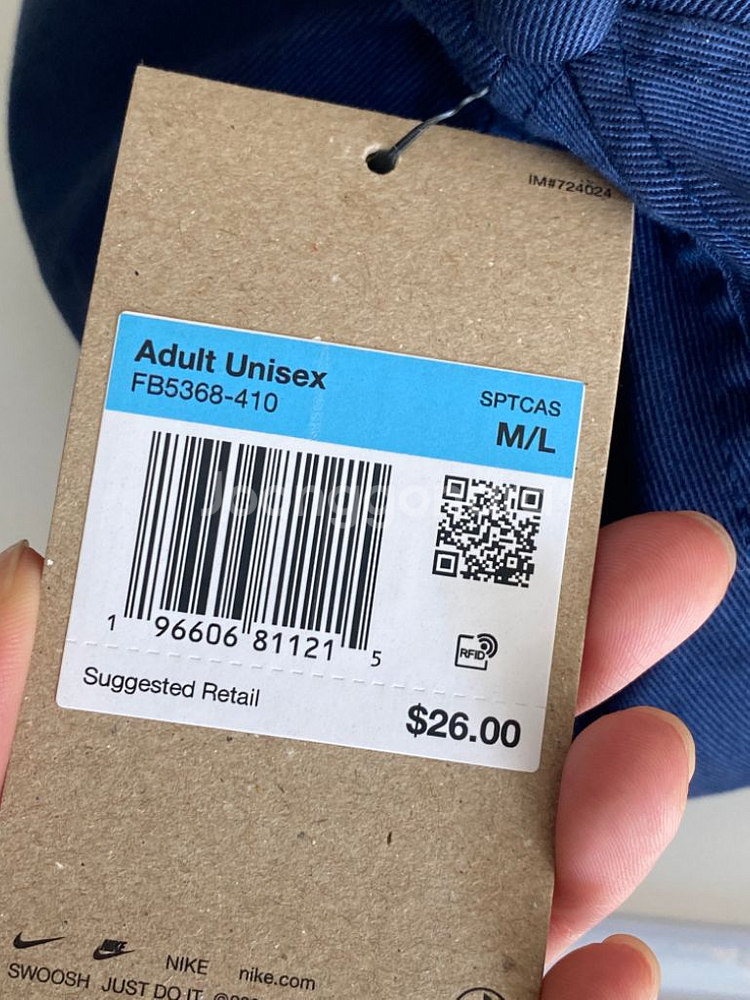 IM#724024
Adult Unisex
FB5368-410
SPTCAS
M/L
1 96606 81121 5
RFID
Suggested Retail
$26.00
NIKE nike.com
SWOOSH JUST DO IT